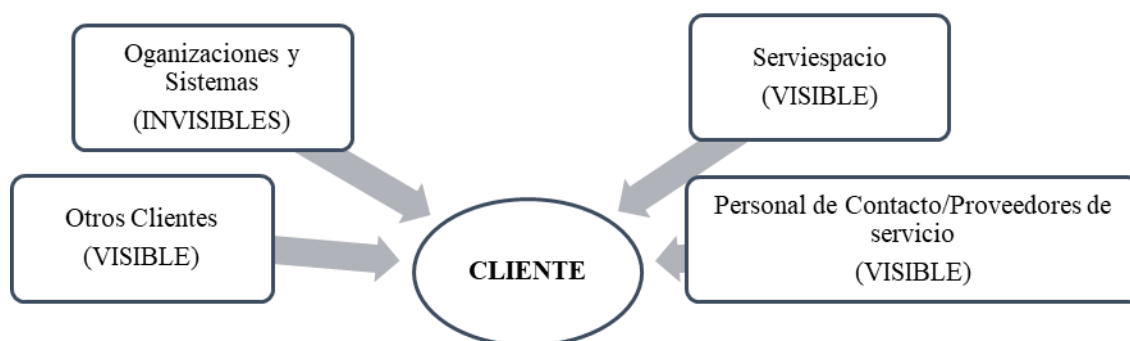 Oganizaciones y
Sistemas
(INVISIBLES)
Serviespacio
(VISIBLE)
Otros Clientes
(VISIBLE)
Personal de Contacto/Proveedores de
servicio
(VISIBLE)
CLIENTE